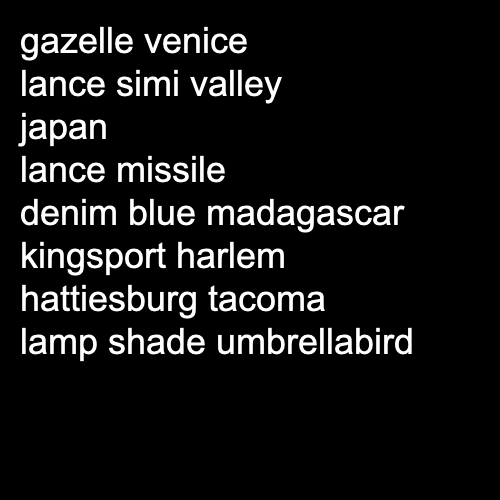 gazelle venice
lance simi valley
japan
lance missile
denim blue madagascar
kingsport harlem
hattiesburg tacoma
lamp shade umbrellabird